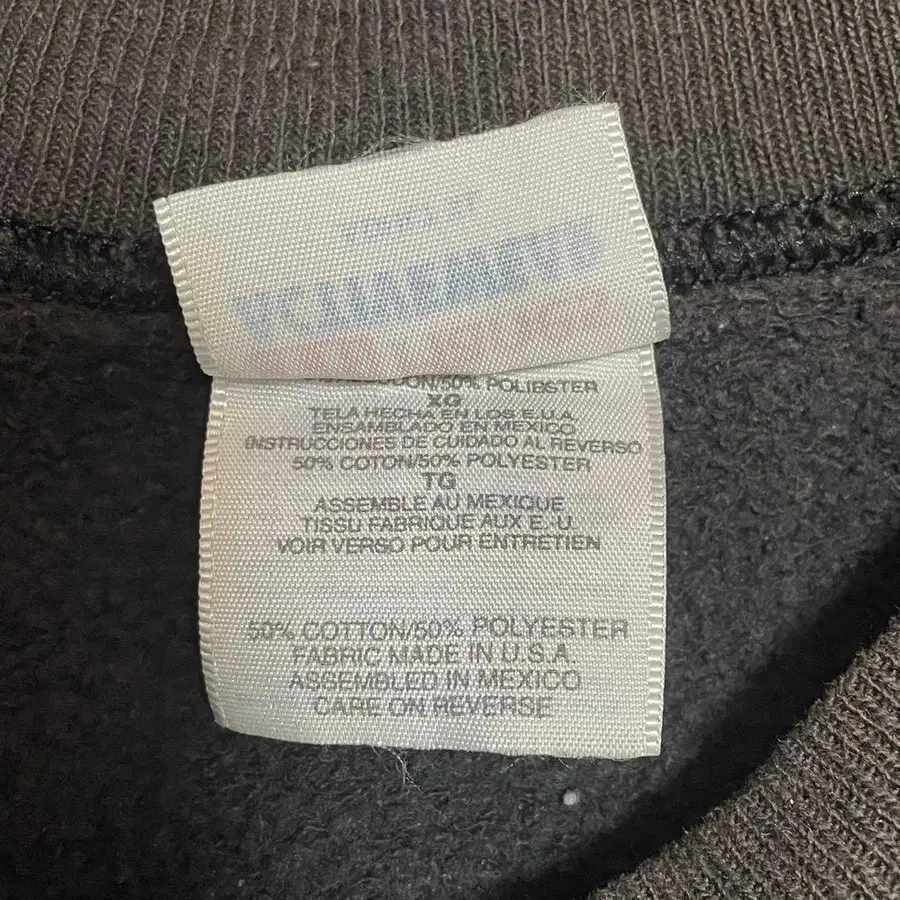 50% POLIESTER
XG
TELA HECHA EN LOS E.U.A.
ENSAMBLADO EN MEXICO
INSTRUCCIONES DE CUIDADO AL REVERSO
50% COTON/50% POLYESTER
TG
ASSEMBLE AU MEXIQUE
TISSU FABRIQUE AUX E.-U.
VOIR VERSO POUR ENTRETIEN
50% COTTON/50% POLYESTER
FABRIC MADE IN U.S.A.
ASSEMBLED IN MEXICO
CARE ON REVERSE